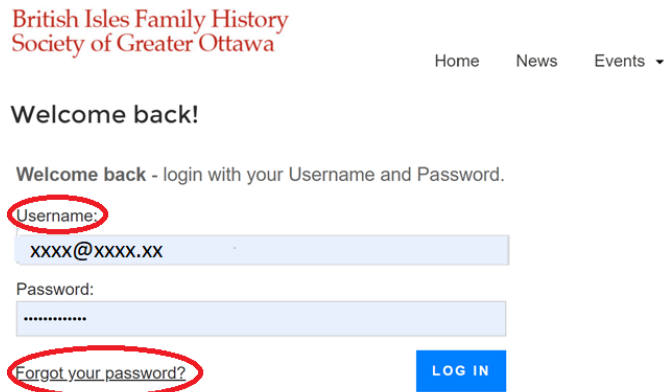 British Isles Family History
Society of Greater Ottawa
Home News Events
Welcome back!
Welcome back - login with your Username and Password.
Username:
xxxx@xxxx.xx
Password:
•••••••••••••
Forgot your password?
LOG IN